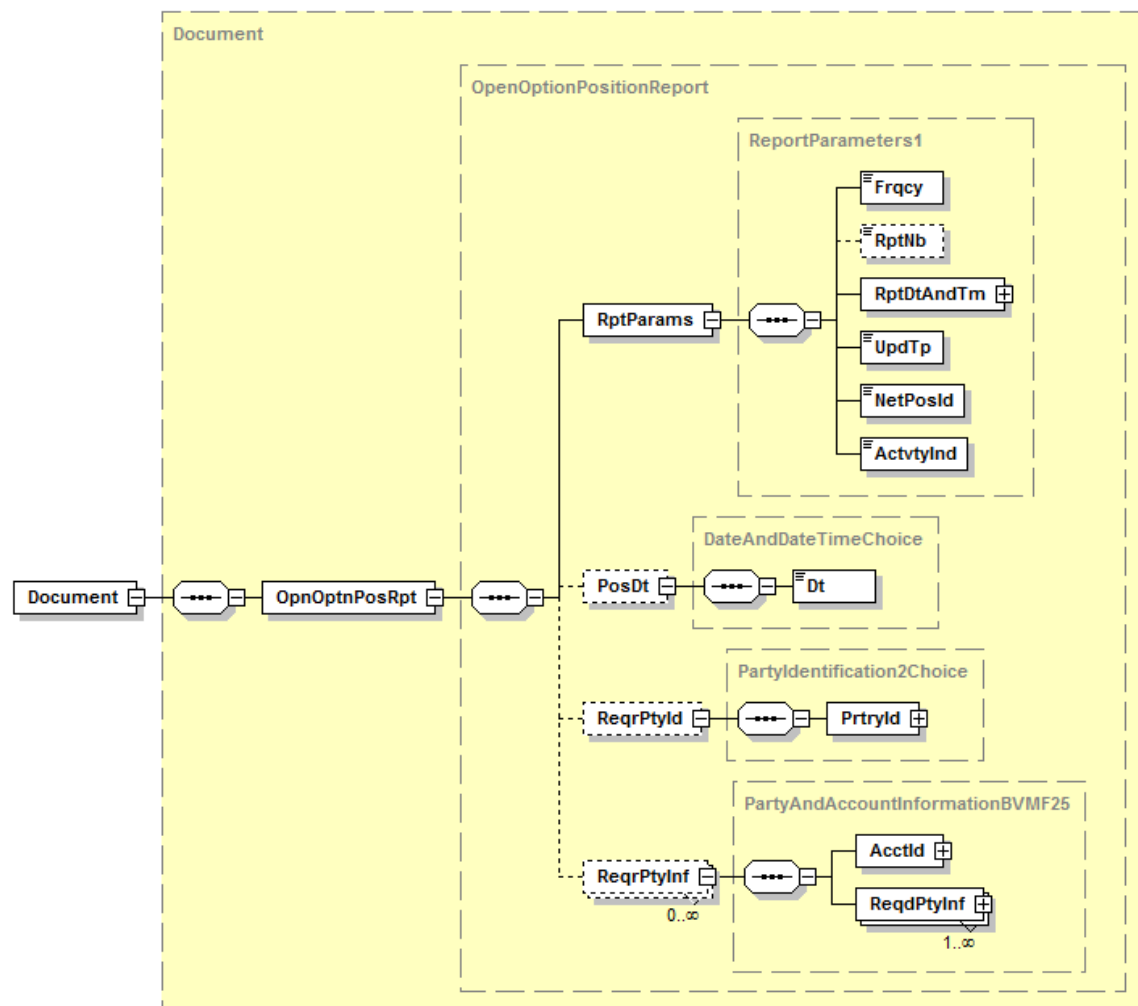 Document
OpenOptionPositionReport
ReportParameters1
Frqcy
RptNb
RptDtAndTm
RptParams
UpdTp
NetPosId
ActvtyInd
DateAndDateTimeChoice
Document
OpnOptnPosRpt
PosDt
Dt
PartyIdentification2Choice
ReqrPtyId
PrtryId
PartyAndAccountInformationBVMF25
AcctId
ReqrPtyInf
0..∞
ReqdPtyInf
1..∞